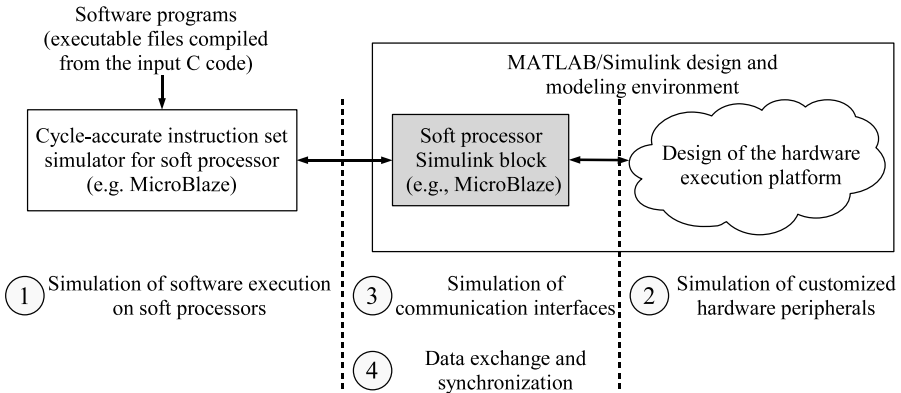 Software programs
(executable files compiled
from the input C code)
MATLAB/Simulink design and
modeling environment
Cycle-accurate instruction set
simulator for soft processor
(e.g. MicroBlaze)
Soft processor
Simulink block
(e.g., MicroBlaze)
Design of the hardware
execution platform
1
Simulation of software execution
on soft processors
3
Simulation of
communication interfaces
2
Simulation of customized
hardware peripherals
4
Data exchange and
synchronization